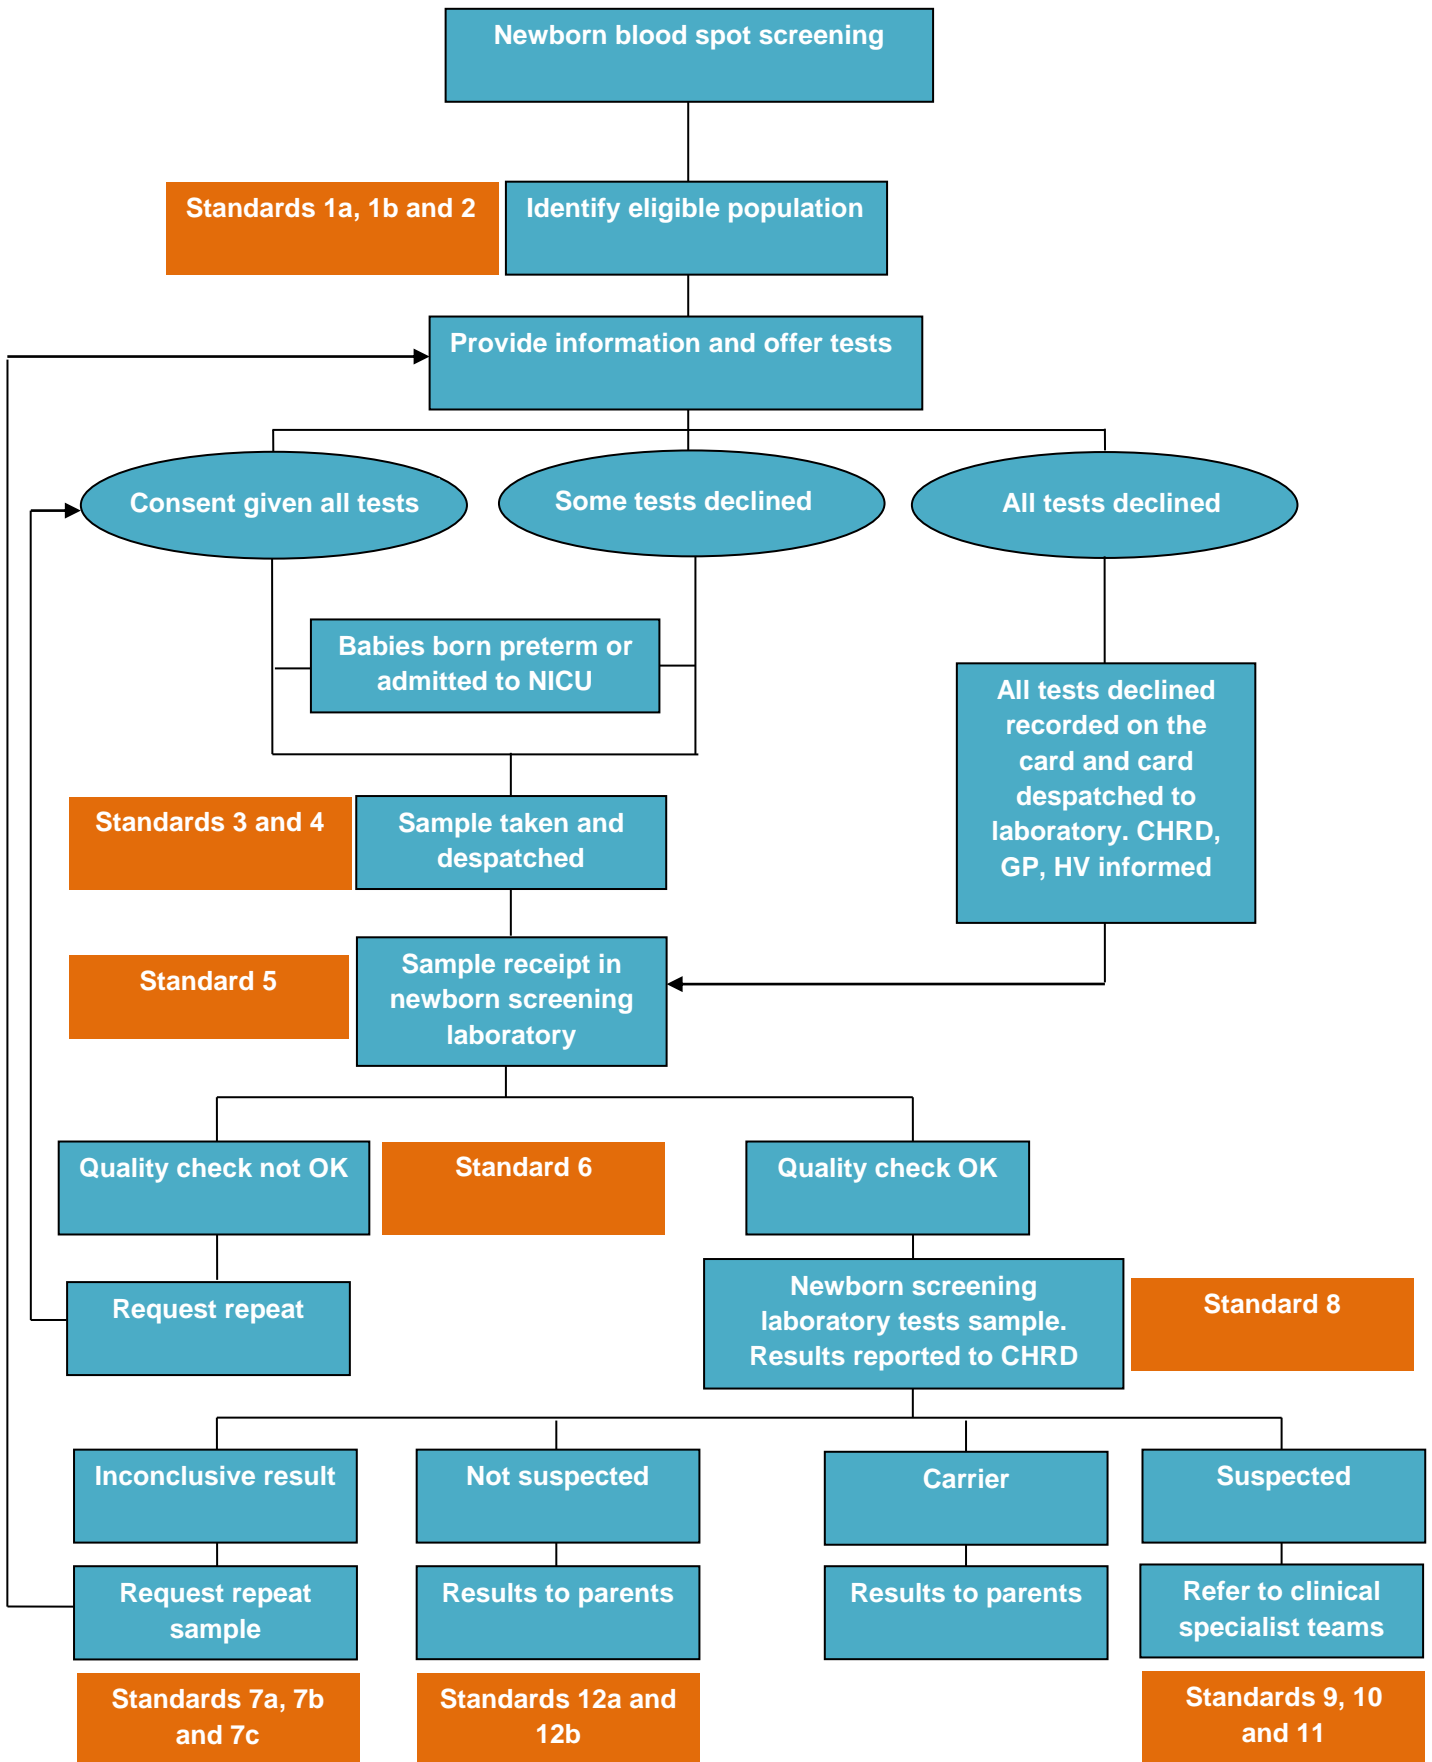 Newborn blood spot screening
Standards 1a, 1b and 2
Identify eligible population
Provide information and offer tests
Consent given all tests
Some tests declined
All tests declined
Babies born preterm or
admitted to NICU
All tests declined
recorded on the
card and card
despatched to
laboratory. CHRD,
GP, HV informed
Standards 3 and 4
Sample taken and
despatched
Standard 5
Sample receipt in
newborn screening
laboratory
Quality check not OK
Standard 6
Quality check OK
Request repeat
Newborn screening
laboratory tests sample.
Results reported to CHRD
Standard 8
Inconclusive result
Not suspected
Carrier
Suspected
Request repeat
sample
Results to parents
Results to parents
Refer to clinical
specialist teams
Standards 7a, 7b
and 7c
Standards 12a and
12b
Standards 9, 10
and 11